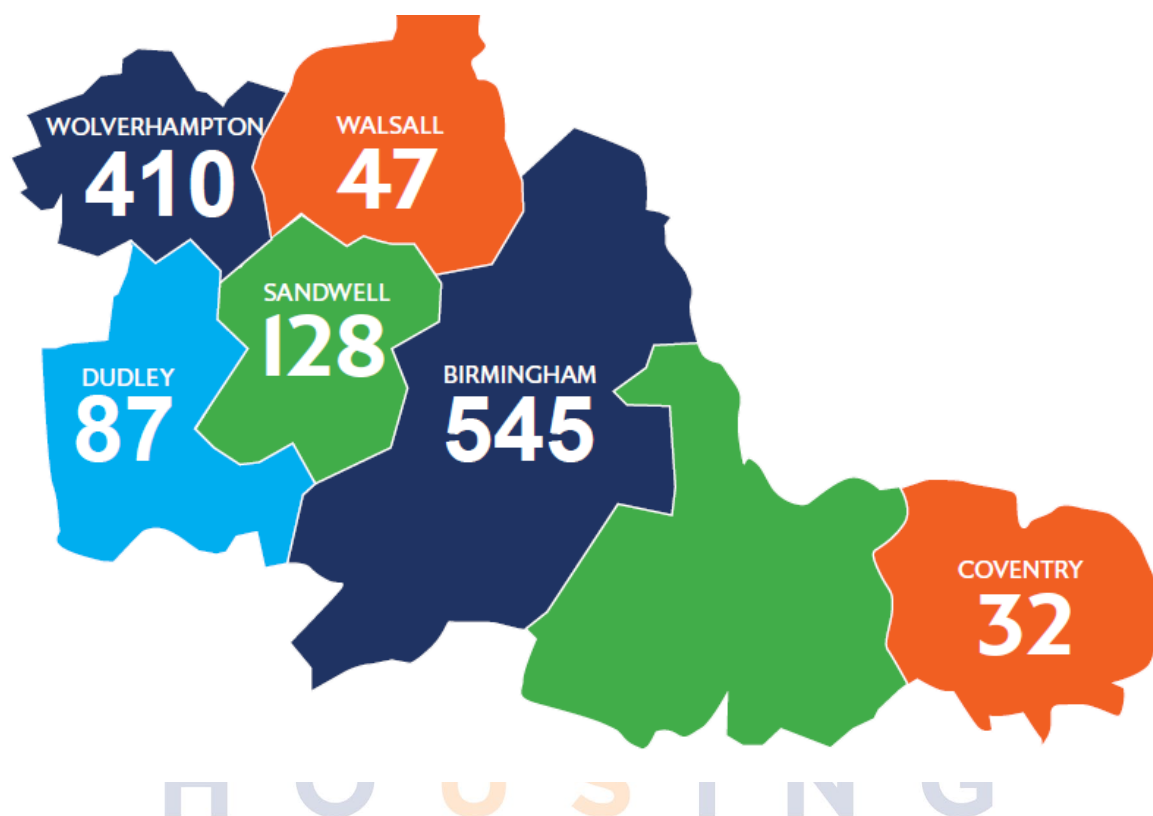 WOLVERHAMPTON
410
WALSALL
47
SANDWELL
128
DUDLEY
87
BIRMINGHAM
545
COVENTRY
32
HOUSING